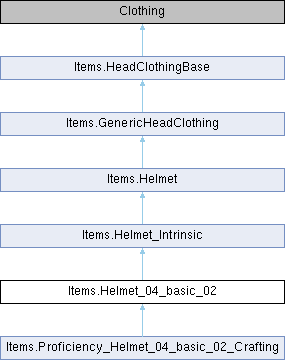 Clothing
Items.HeadClothingBase
Items.GenericHeadClothing
Items.Helmet
Items.Helmet_Intrinsic
Items.Helmet_04_basic_02
Items.Proficiency_Helmet_04_basic_02_Crafting